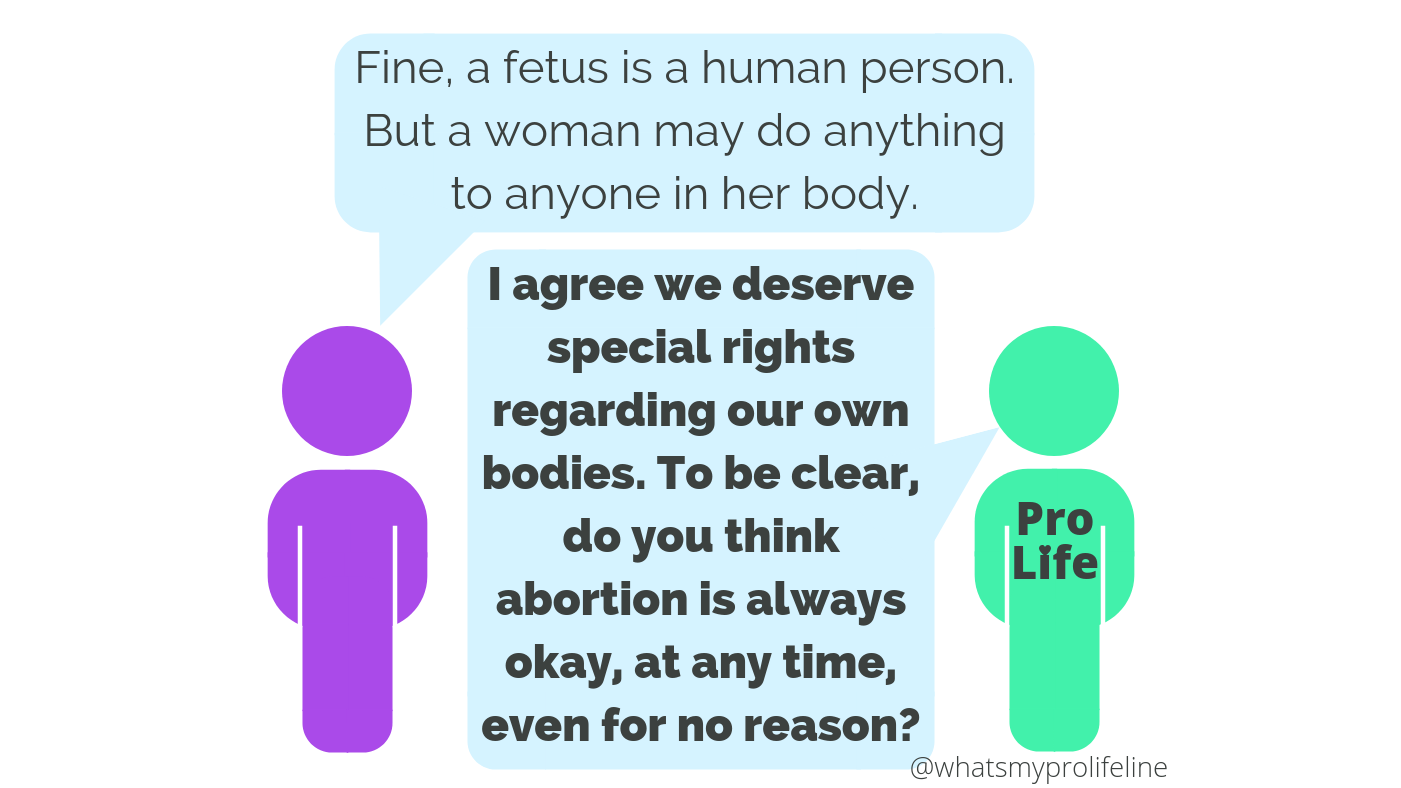 Fine, a fetus is a human person.
But a woman may do anything
to anyone in her body.
I agree we deserve
special rights
regarding our own
bodies. To be clear,
do you think
abortion is always
okay, at any time,
even for no reason?
Pro
Life
@whatsmyprolifeline